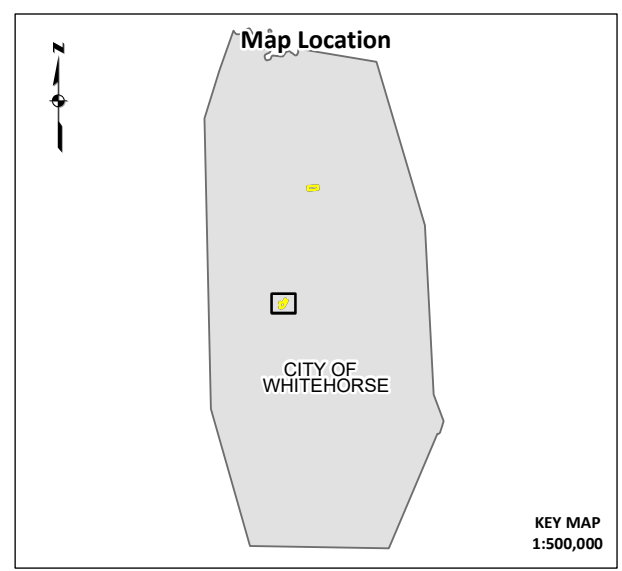 Map Location
N
CITY OF
WHITEHORSE
KEY MAP
1:500,000